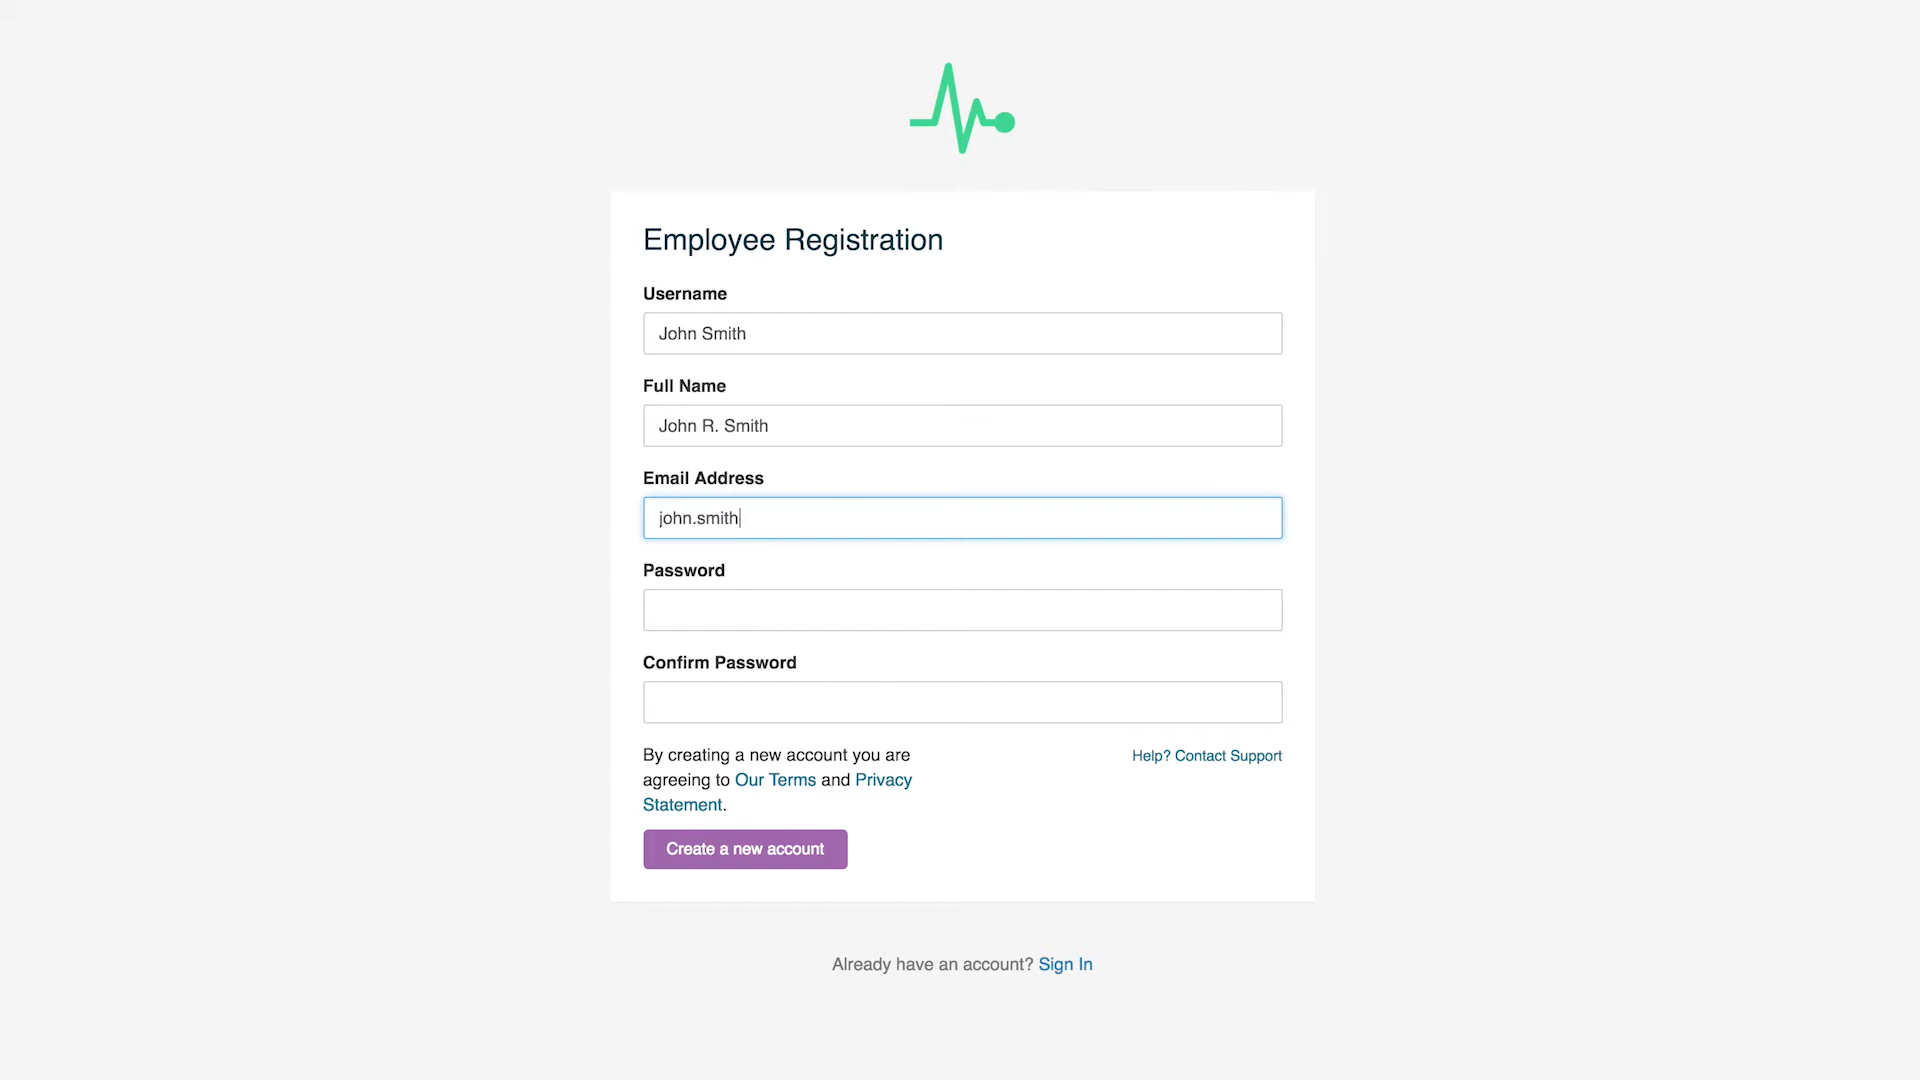 Employee Registration
Username
John Smith
Full Name
John R. Smith
Email Address
john.smith
Password
Confirm Password
By creating a new account you are
agreeing to Our Terms and Privacy
Statement.
Help? Contact Support
Create a new account
Already have an account? Sign In